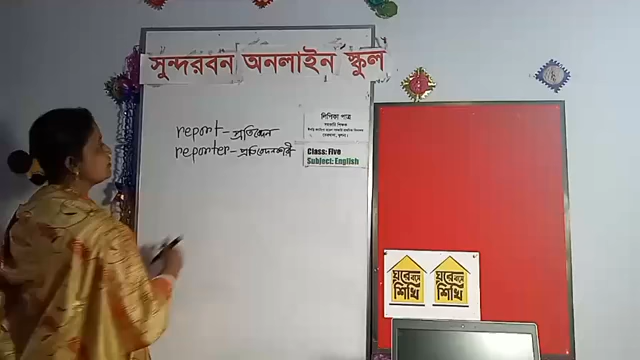 সুন্দরবন অনলাইন স্কুল
লিপিকা পাত্র
report - প্রতিবেদন
reporter - প্রতিবেদনকারী
Class: Five
Subject: English
ঘরে বসে
শিখি
ঘরে বসে
শিখি